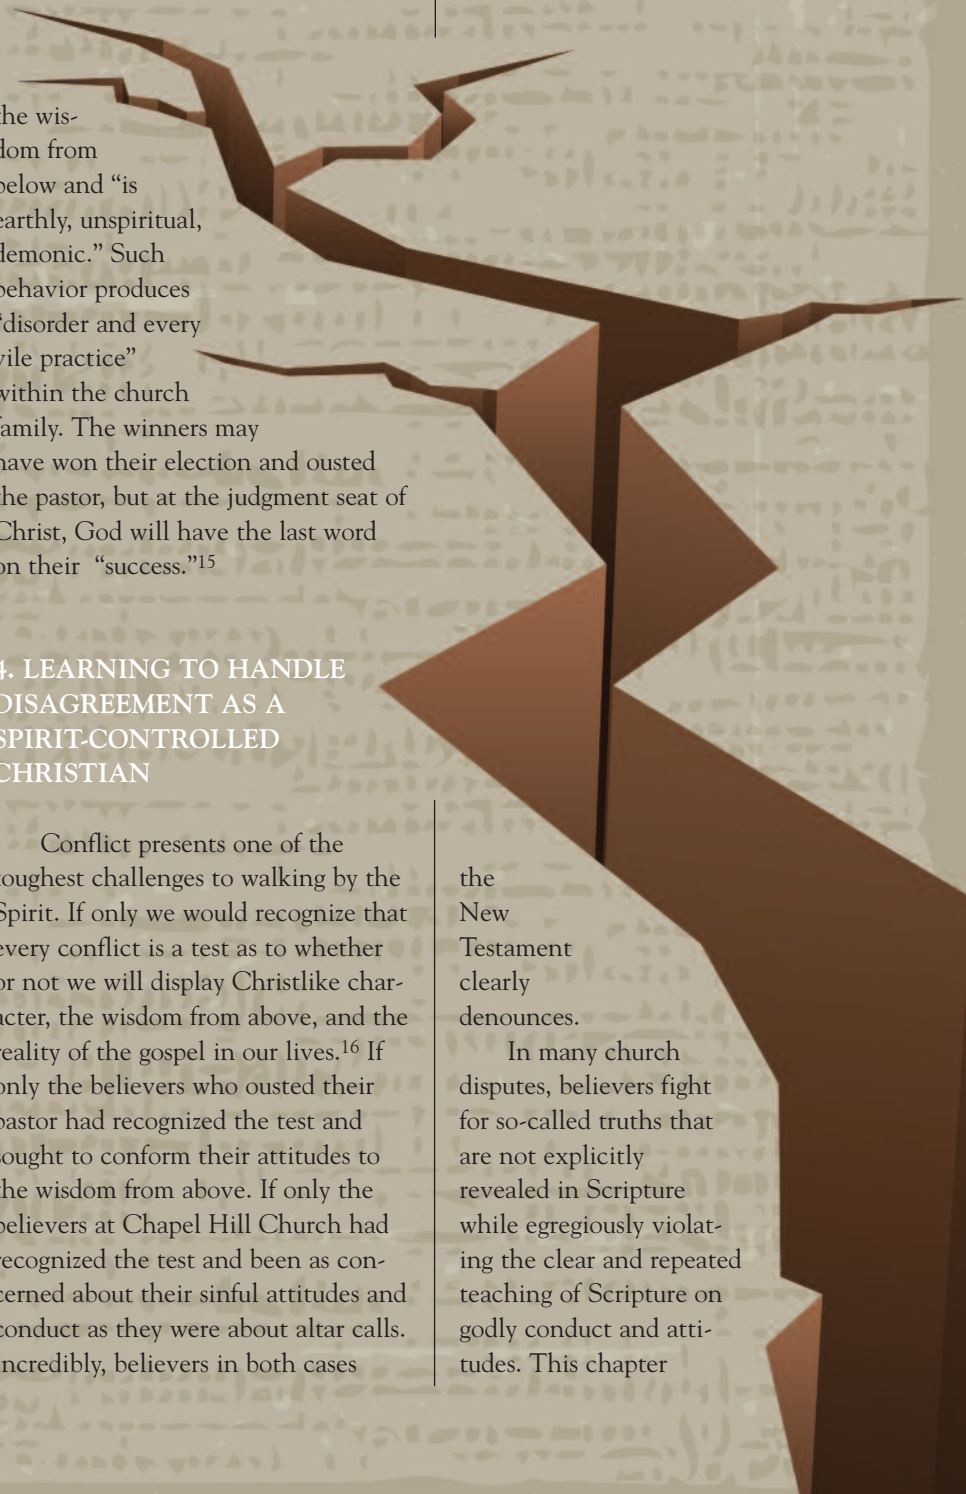 the wis-
dom from
below and “is
earthly, unspiritual,
demonic.” Such
behavior produces
“disorder and every
vile practice”
within the church
family. The winners may
have won their election and ousted
the pastor, but at the judgment seat of
Christ, God will have the last word
on their “success.”15
4. LEARNING TO HANDLE
DISAGREEMENT AS A
SPIRIT-CONTROLLED
CHRISTIAN
Conflict presents one of the
toughest challenges to walking by the
Spirit. If only we would recognize that
every conflict is a test as to whether
or not we will display Christlike char-
acter, the wisdom from above, and the
reality of the gospel in our lives.16 If
only the believers who ousted their
pastor had recognized the test and
sought to conform their attitudes to
the wisdom from above. If only the
believers at Chapel Hill Church had
recognized the test and been as con-
cerned about their sinful attitudes and
conduct as they were about altar calls.
Incredibly, believers in both cases
the
New
Testament
clearly
denounces.
In many church
disputes, believers fight
for so-called truths that
are not explicitly
revealed in Scripture
while egregiously violat-
ing the clear and repeated
teaching of Scripture on
godly conduct and atti-
tudes. This chapter